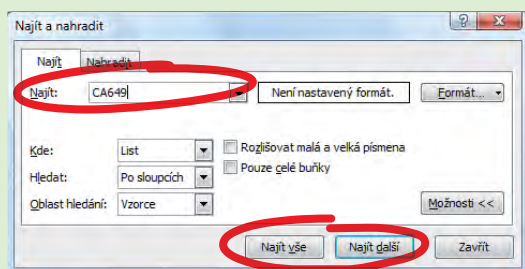 Najít a nahradit
Najít Nahradit
Najít: CA649 Není nastavený formát. Formát...
Kde: List Rozlišovat malá a velká písmena
Hledat: Po sloupcích Pouze celé buňky
Oblast hledání: Vzorce Možnosti <<
Najít vše Najít další Zavřít